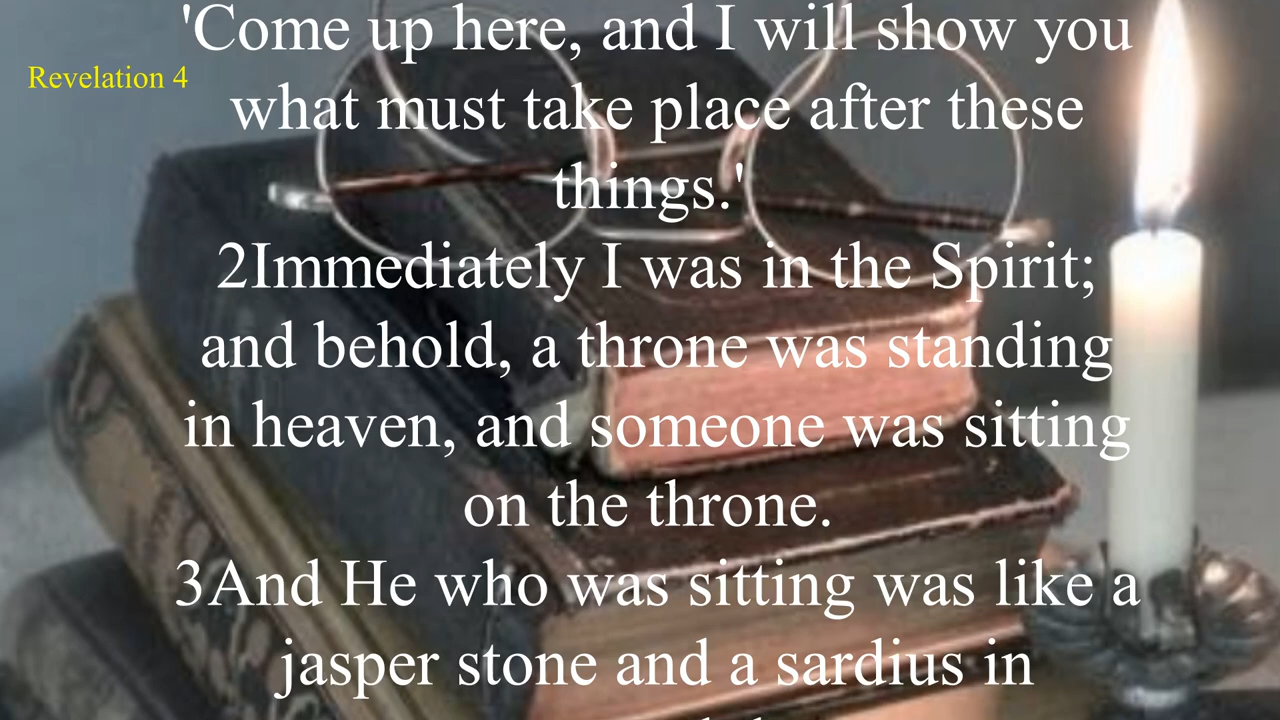 'Come up here, and I will show you
Revelation 4
what must take place after these
things.'
2Immediately I was in the Spirit;
and behold, a throne was standing
in heaven, and someone was sitting
on the throne.
3And He who was sitting was like a
jasper stone and a sardius in